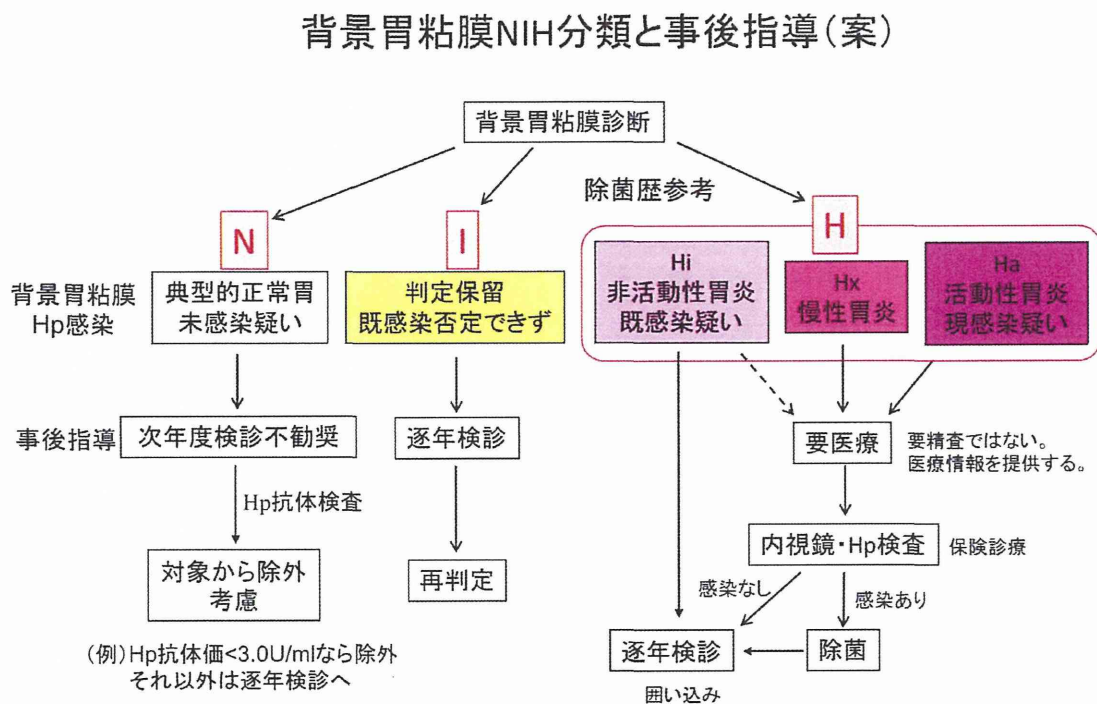 背景胃粘膜NIH分類と事後指導(案)
背景胃粘膜診断
除菌歴参考
N
I
H
背景胃粘膜
Hp感染
典型的正常胃
未感染疑い
判定保留
既感染否定できず
Hi
非活動性胃炎
既感染疑い
Hx
慢性胃炎
Ha
活動性胃炎
現感染疑い
事後指導
次年度検診不勧奨
逐年検診
要医療
要精査ではない。
医療情報を提供する。
Hp抗体検査
内視鏡・Hp検査
保険診療
対象から除外
考慮
再判定
感染なし
感染あり
逐年検診
除菌
囲い込み
(例)Hp抗体価<3.0U/mlなら除外
それ以外は逐年検診へ